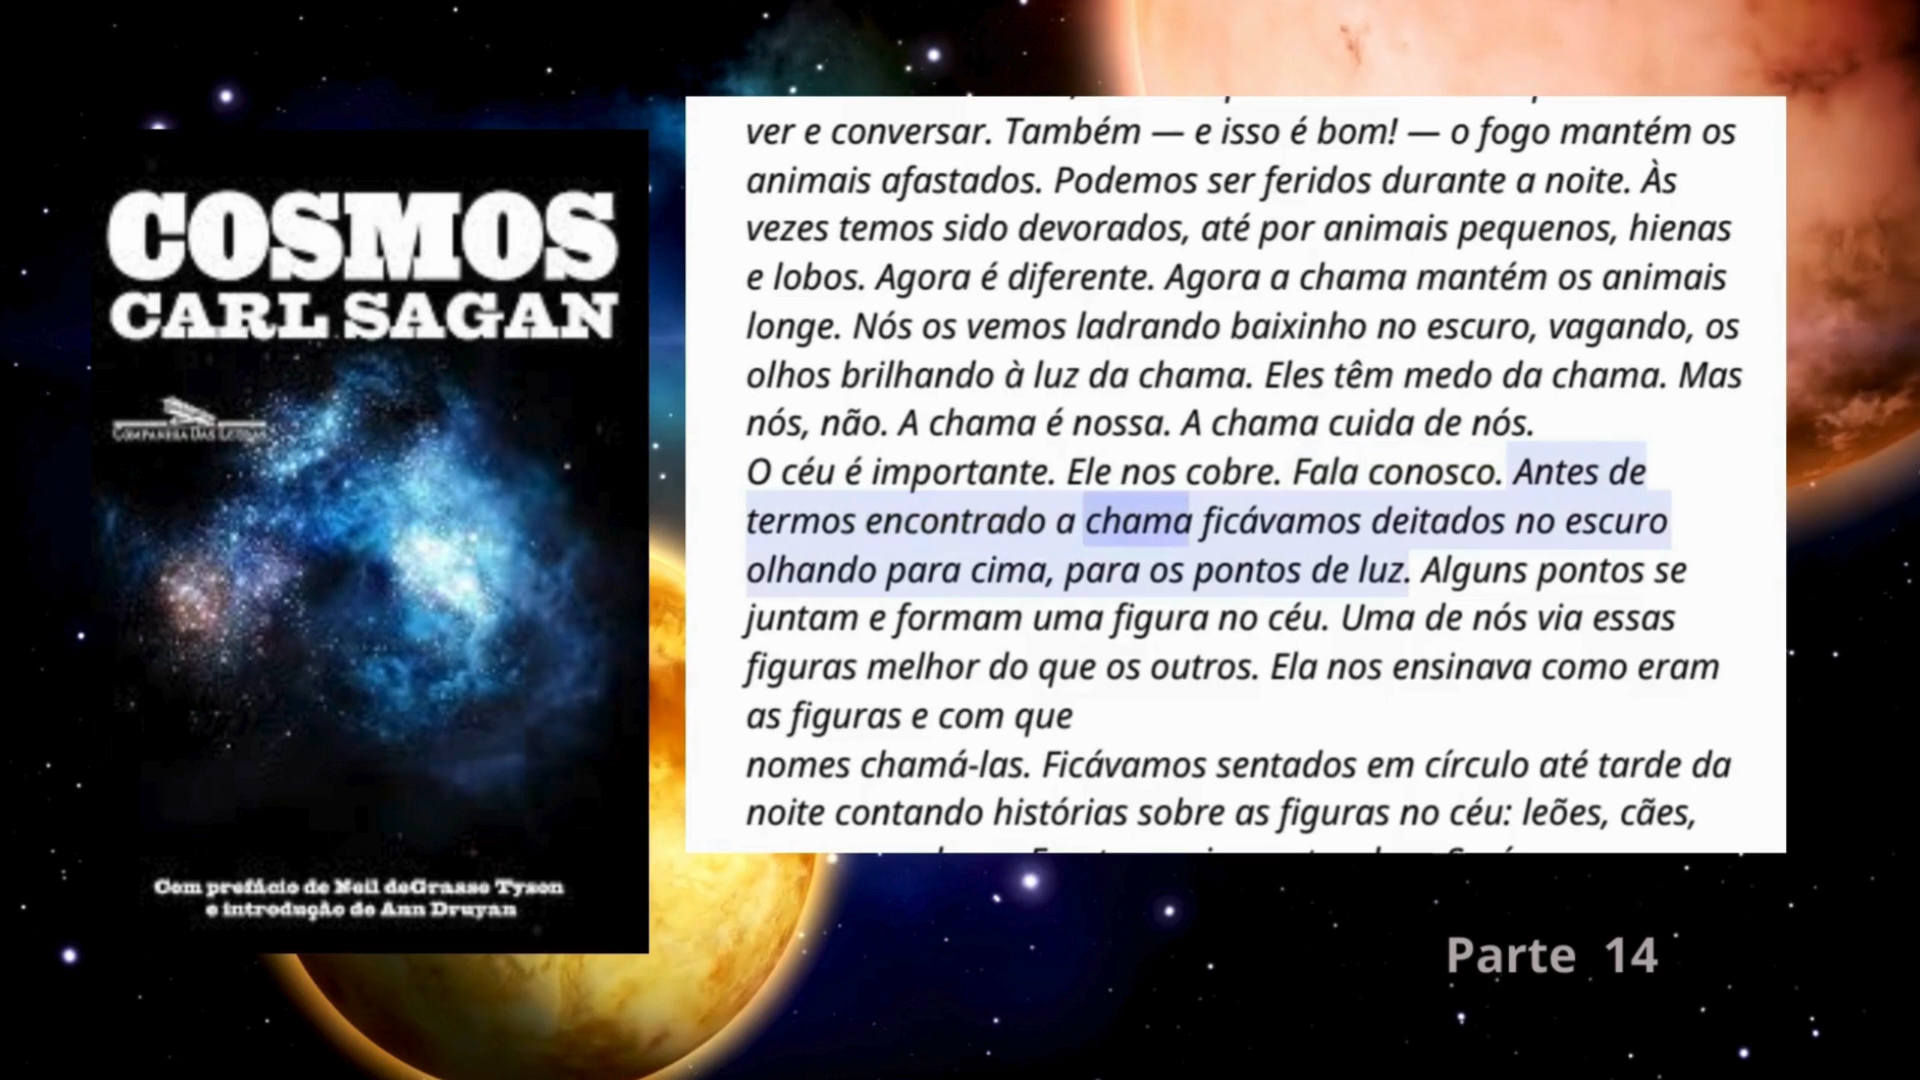 COSMOS
CARL SAGAN
COMPANHIA DAS LETRAS
Com prefácio de Neil deGrasse Tyson
e introdução de Ann Druyan
ver e conversar. Também — e isso é bom! — o fogo mantém os
animais afastados. Podemos ser feridos durante a noite. Às
vezes temos sido devorados, até por animais pequenos, hienas
e lobos. Agora é diferente. Agora a chama mantém os animais
longe. Nós os vemos ladrando baixinho no escuro, vagando, os
olhos brilhando à luz da chama. Eles têm medo da chama. Mas
nós, não. A chama é nossa. A chama cuida de nós.
O céu é importante. Ele nos cobre. Fala conosco. Antes de
termos encontrado a chama ficávamos deitados no escuro
olhando para cima, para os pontos de luz. Alguns pontos se
juntam e formam uma figura no céu. Uma de nós via essas
figuras melhor do que os outros. Ela nos ensinava como eram
as figuras e com que
nomes chamá-las. Ficávamos sentados em círculo até tarde da
noite contando histórias sobre as figuras no céu: leões, cães,
Parte 14